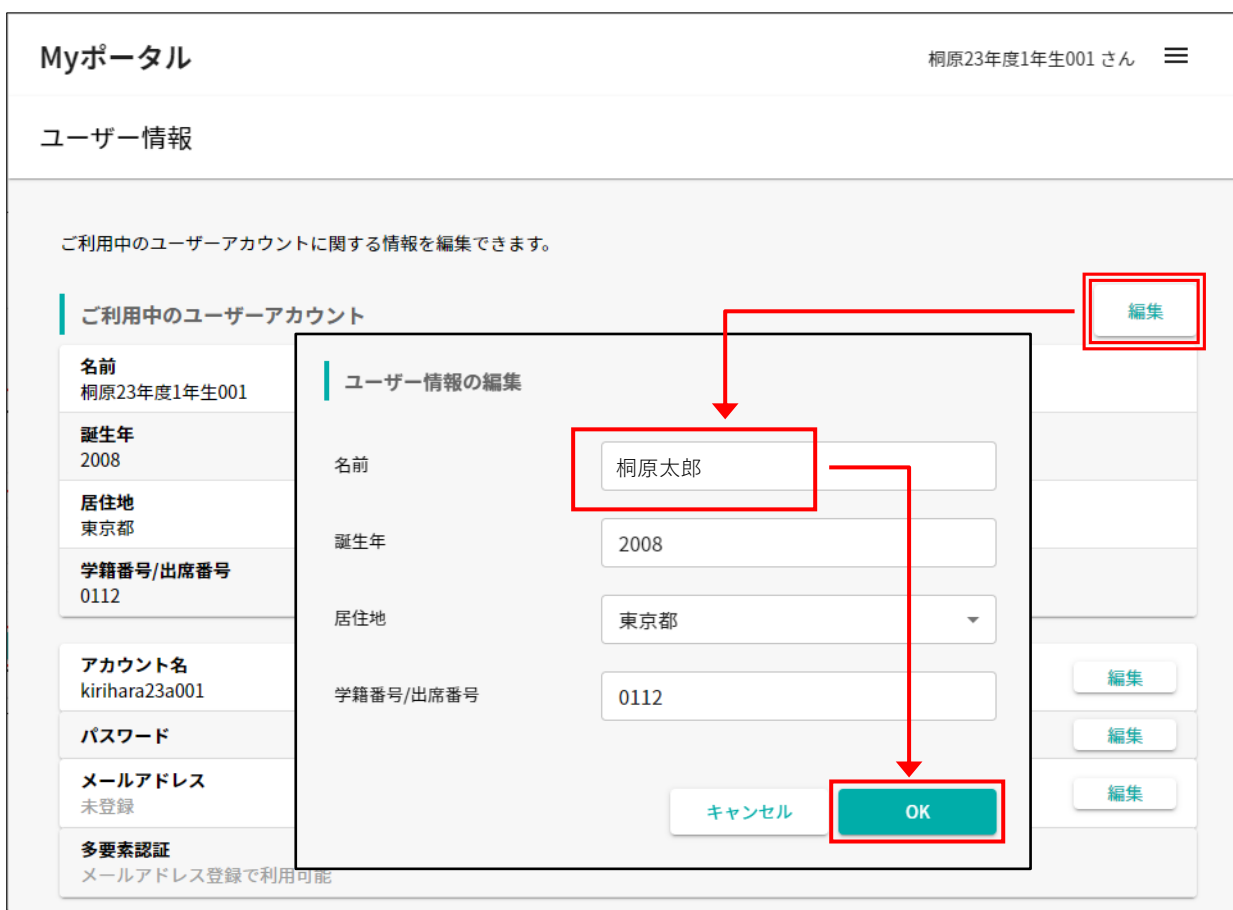 Myポータル
桐原23年度1年生001 さん
ユーザー情報
ご利用中のユーザーアカウントに関する情報を編集できます。
ご利用中のユーザーアカウント
編集
名前
桐原23年度1年生001
誕生年
2008
居住地
東京都
学籍番号/出席番号
0112
アカウント名
kirihara23a001
編集
パスワード
編集
メールアドレス
未登録
編集
多要素認証
メールアドレス登録で利用可能
ユーザー情報の編集
名前
桐原太郎
誕生年
2008
居住地
東京都
学籍番号/出席番号
0112
キャンセル
OK